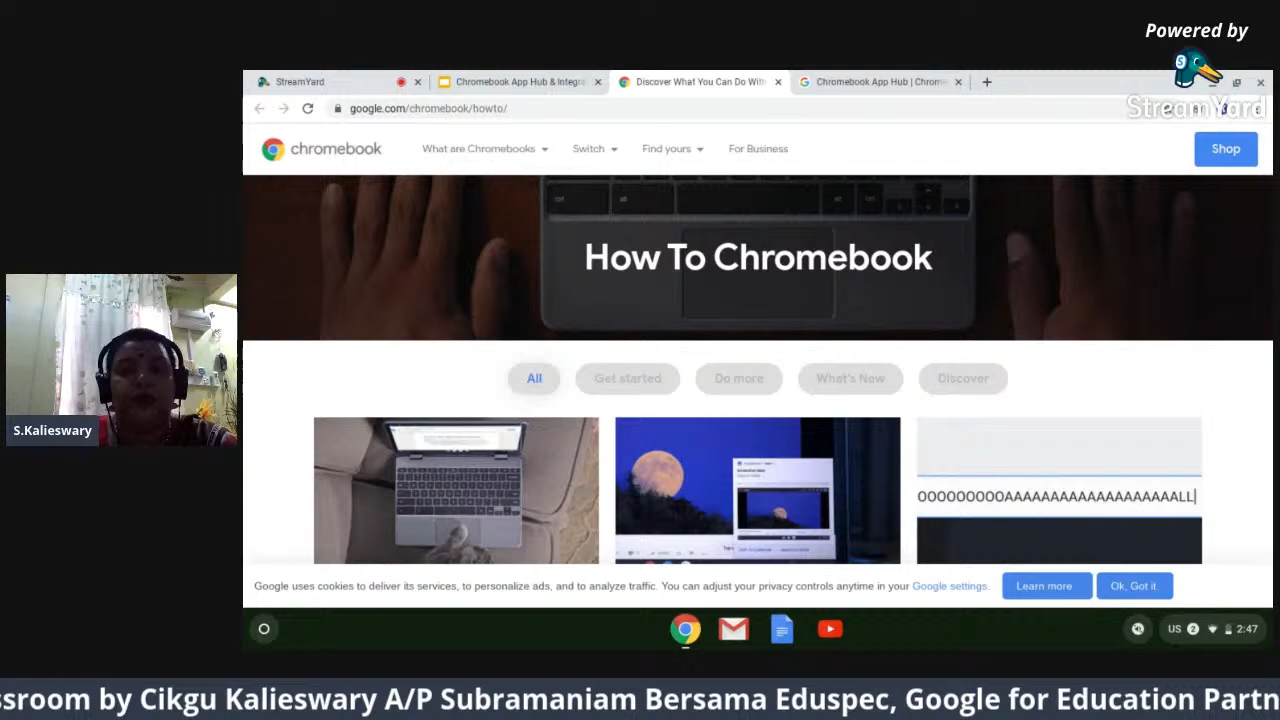 Powered by
StreamYard
StreamYard
Chromebook App Hub & Integra
Discover What You Can Do With
Chromebook App Hub | Chrome
google.com/chromebook/howto/
chromebook
What are Chromebooks
Switch
Find yours
For Business
Shop
How To Chromebook
All
Get started
Do more
What's New
Discover
S.Kalieswary
OOOOOOOOOAAAAAAAAAAAAAAAAAAALL
Google uses cookies to deliver its services, to personalize ads, and to analyze traffic. You can adjust your privacy controls anytime in your Google settings.
Learn more
Ok, Got it.
US 2 2:47
ssroom by Cikgu Kalieswary A/P Subramaniam Bersama Eduspec, Google for Education Partn